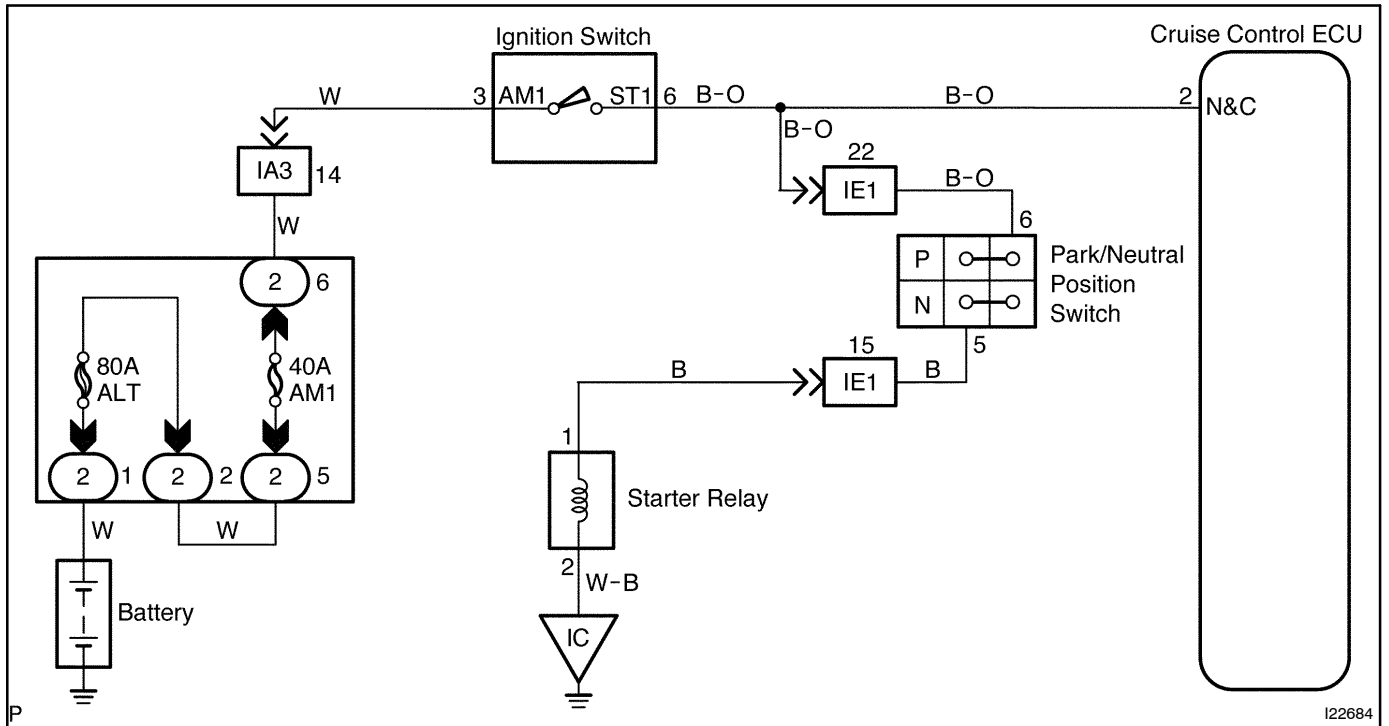 Ignition Switch
Cruise Control ECU
W
3
AM1
ST1
6
B-O
B-O
2
N&C
B-O
22
IA3
14
IE1
B-O
W
6
2
6
P
N
Park/Neutral
Position
Switch
80A
ALT
40A
AM1
15
5
B
IE1
B
1
2
1
2
2
2
5
Starter Relay
W
W
2
W-B
Battery
IC
P
I22684